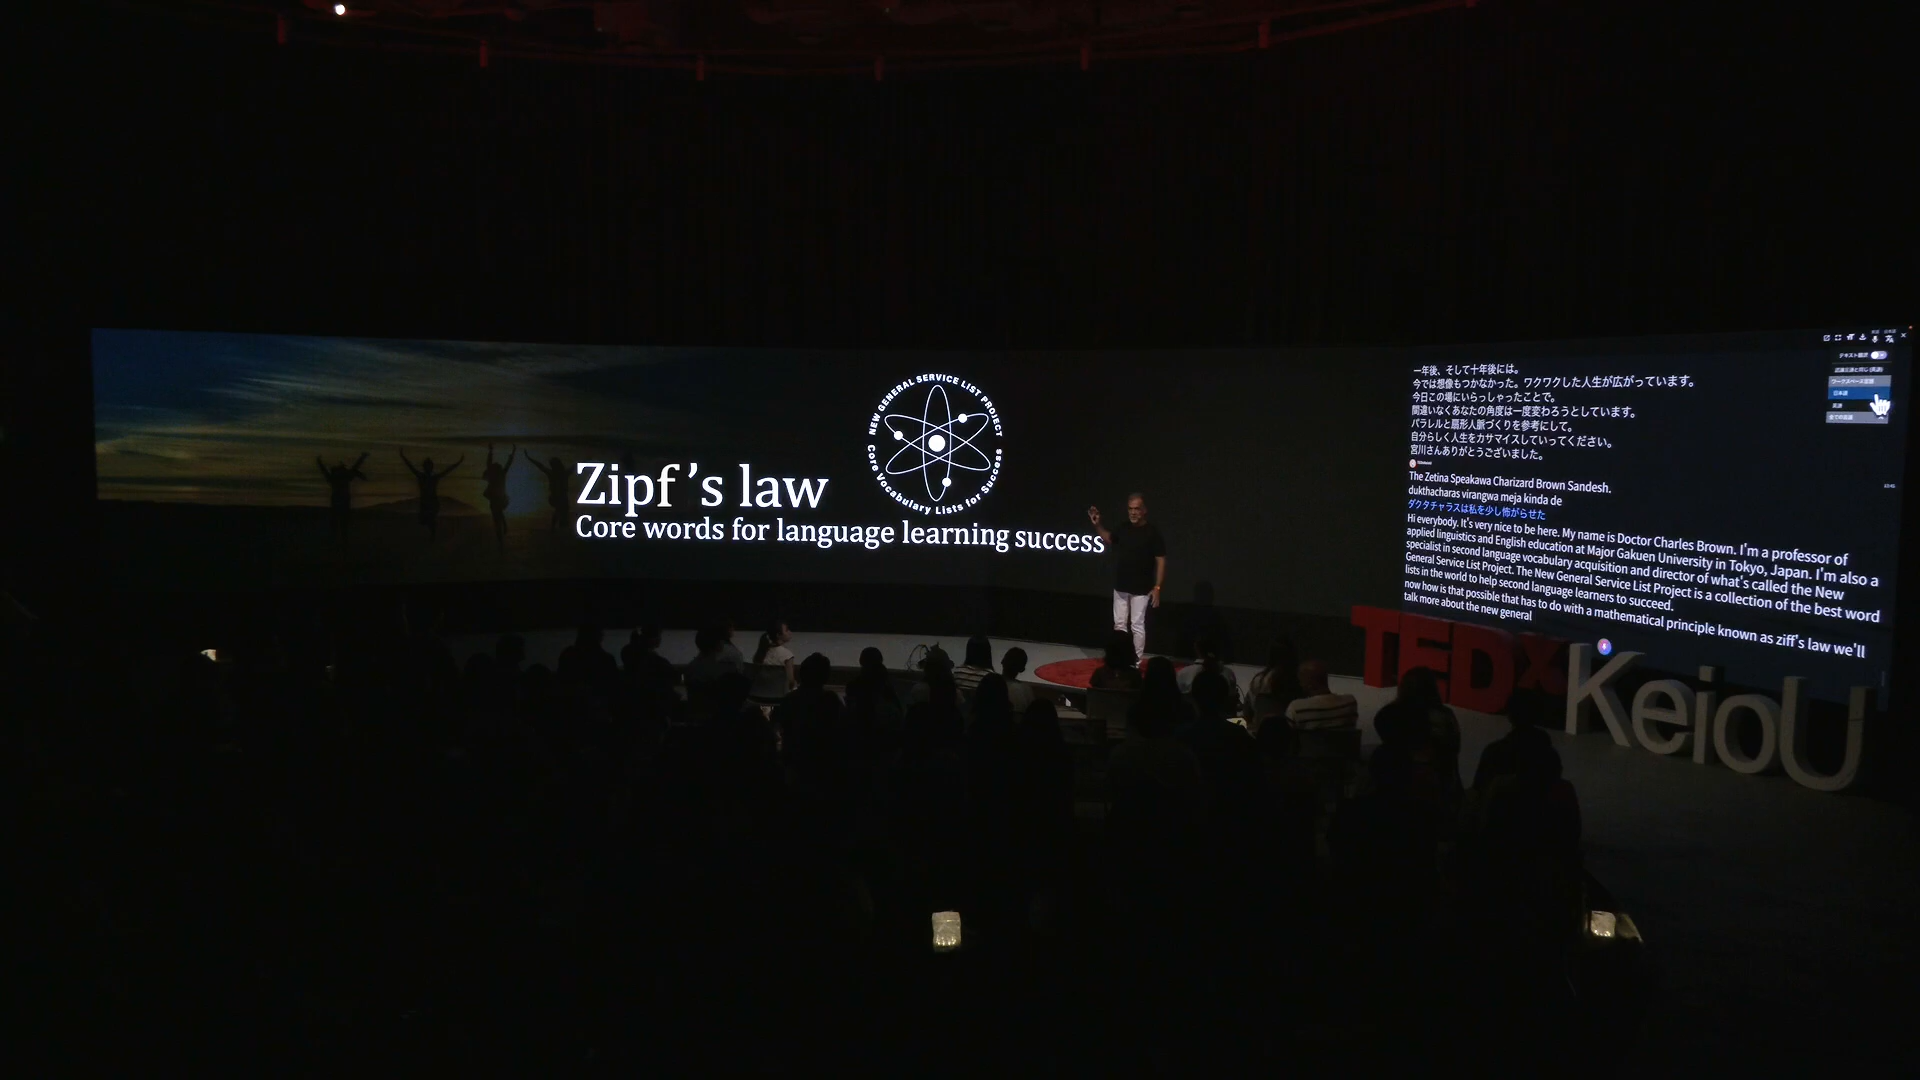 NEW GENERAL SERVICE LIST PROJECT
Core Vocabulary Lists for Success
Zipf's law
Core words for language learning success
一年後、そして十年後には。
今では想像もつかなかった。ワクワクした人生が広がっています。
今日この場にいらっしゃったことで。
間違いなくあなたの角度は一度変わろうとしています。
パラレルと扇形人脈づくりを参考にして。
自分らしく人生をカサマイスしていってください。
宮川さんありがとうございました。
The Zetina Speakawa Charizard Brown Sandesh.
dukthacharas virangwa meja kinda de
ダクタチャラスは私を少し怖がらせた
Hi everybody. It's very nice to be here. My name is Doctor Charles Brown. I'm a professor of
applied linguistics and English education at Major Gakuen University in Tokyo, Japan. I'm also a
specialist in second language vocabulary acquisition and director of what's called the New
General Service List Project. The New General Service List Project is a collection of the best word
lists in the world to help second language learners to succeed.
now how is that possible that has to do with a mathematical principle known as ziff's law we'll
talk more about the new general
テキスト翻訳
日本語
英語
TEDxKeioU